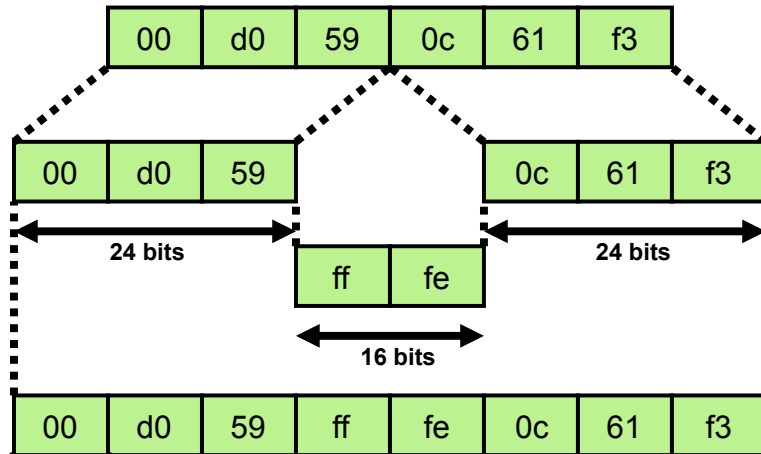 00 d0 59 0c 61 f3
00 d0 59 0c 61 f3
24 bits 24 bits
ff fe
16 bits
00 d0 59 ff fe 0c 61 f3